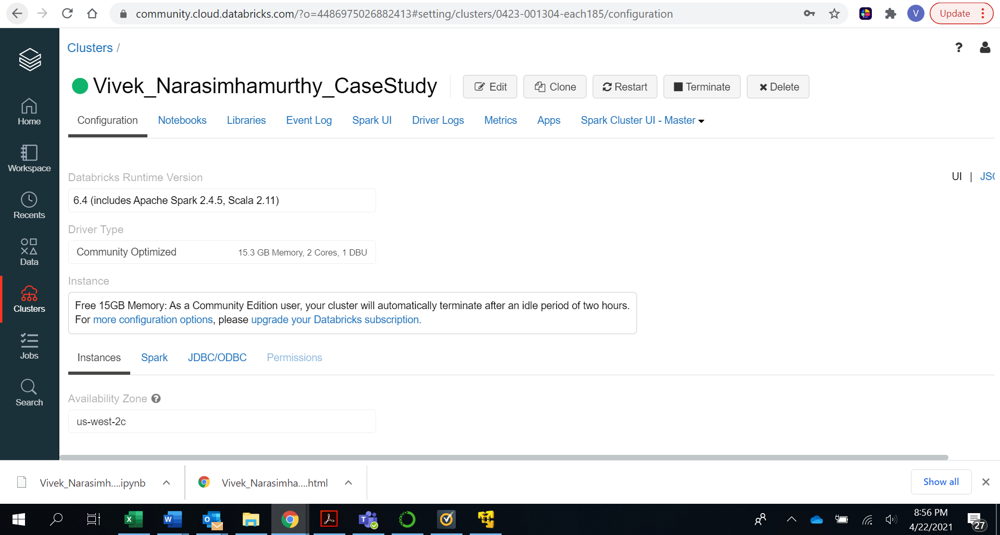 community.cloud.databricks.com/?o=4486975026882413#setting/clusters/0423-001304-each185/configuration
V
Update
Clusters /
?
Vivek_Narasimhamurthy_CaseStudy
Edit
Clone
Restart
Terminate
Delete
Configuration
Notebooks
Libraries
Event Log
Spark UI
Driver Logs
Metrics
Apps
Spark Cluster UI - Master
Home
Workspace
Recents
Data
Clusters
Jobs
Search
Databricks Runtime Version
UI | JSO
6.4 (includes Apache Spark 2.4.5, Scala 2.11)
Driver Type
Community Optimized 15.3 GB Memory, 2 Cores, 1 DBU
Instance
Free 15GB Memory: As a Community Edition user, your cluster will automatically terminate after an idle period of two hours.
For more configuration options, please upgrade your Databricks subscription.
Instances
Spark
JDBC/ODBC
Permissions
Availability Zone ?
us-west-2c
Vivek_Narasimh....ipynb
Vivek_Narasimha....html
Show all
8:56 PM
4/22/2021
27